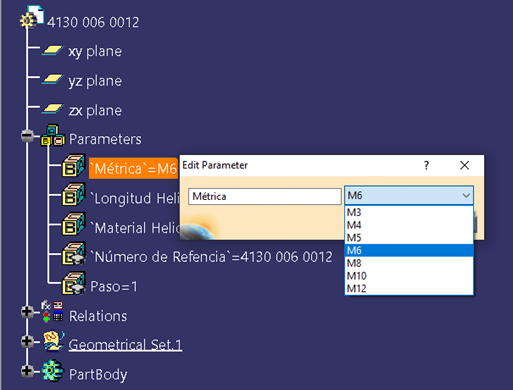 4130 006 0012
xy plane
yz plane
zx plane
Parameters
`Métrica`=M6
Edit Parameter
? ×
Métrica
M6
M3
M4
M5
M6
M8
M10
M12
`Longitud Heli
`Material Helic
`Número de Refencia`=4130 006 0012
Paso=1
Relations
Geometrical Set.1
PartBody